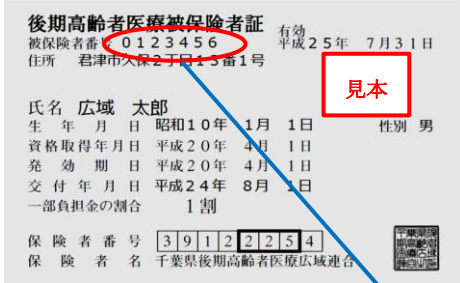 後期高齢者医療被保険者証
有効
被保険者番号 0123456
平成25年 7月31日
住所 君津市久保2丁目13番1号
見本
氏名 広域 太郎
生年月日 昭和10年 1月 1日 性別 男
資格取得年月日 平成20年 4月 1日
発効期日 平成20年 4月 1日
交付年月日 平成24年 8月 1日
一部負担金の割合 1割
保険者番号 39122254
保険者名 千葉県後期高齢者医療広域連合